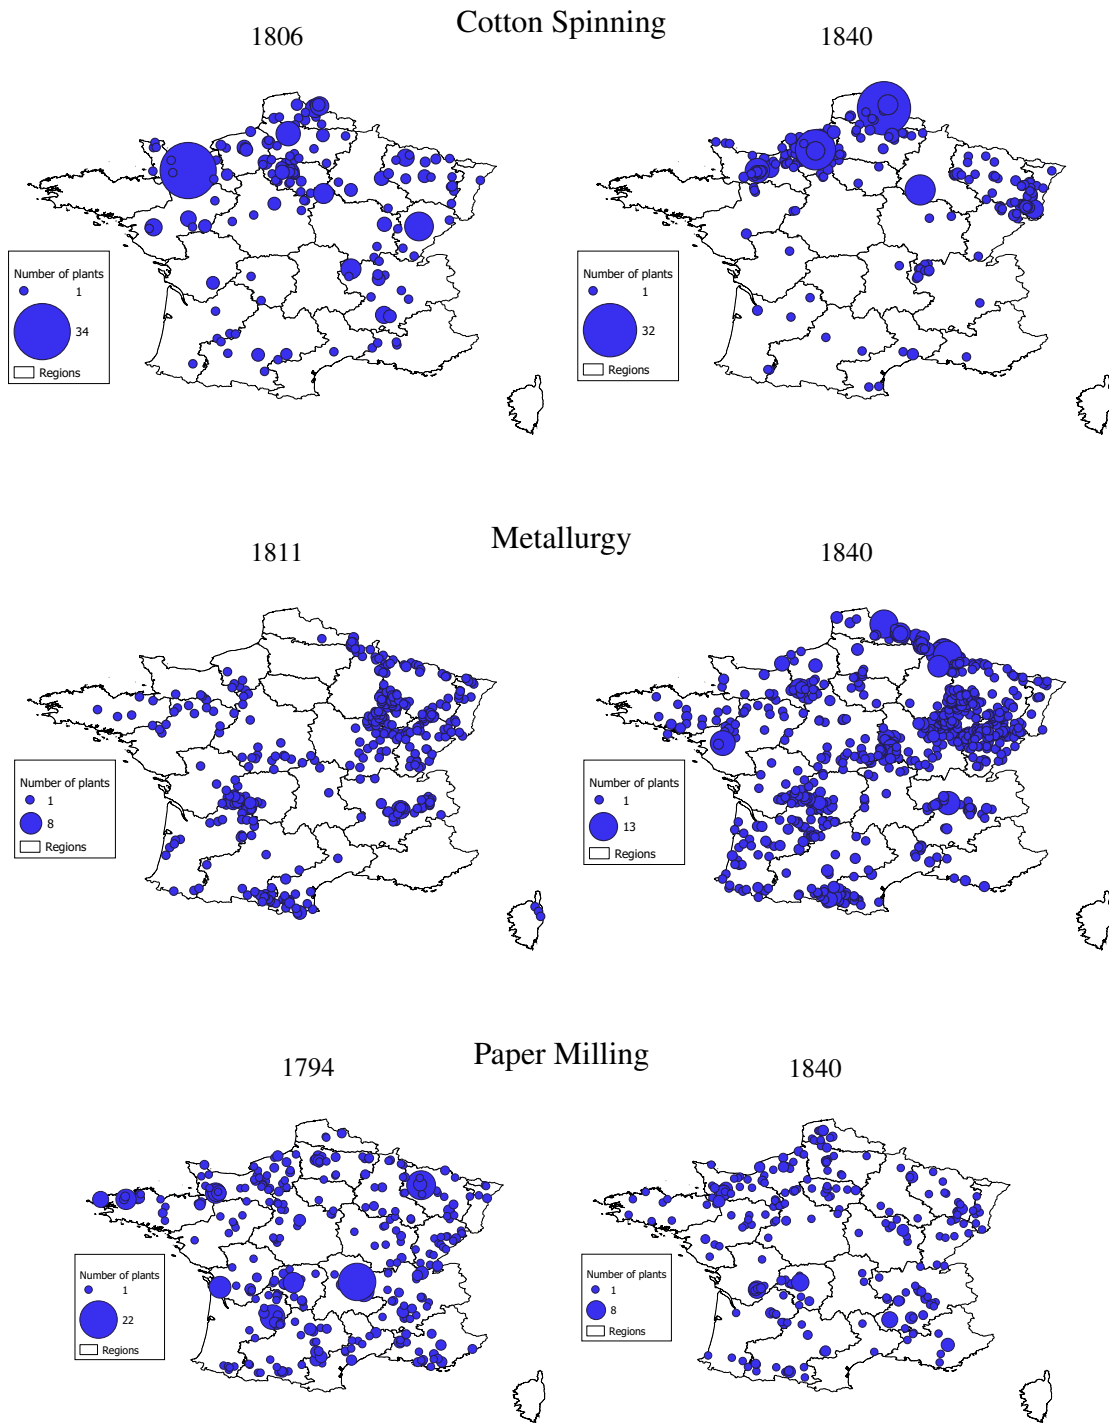 Cotton Spinning
1806
1840
Number of plants
1
34
Regions
Number of plants
1
32
Regions
Metallurgy
1811
1840
Number of plants
1
8
Regions
Number of plants
1
13
Regions
Paper Milling
1794
1840
Number of plants
1
22
Regions
Number of plants
1
8
Regions